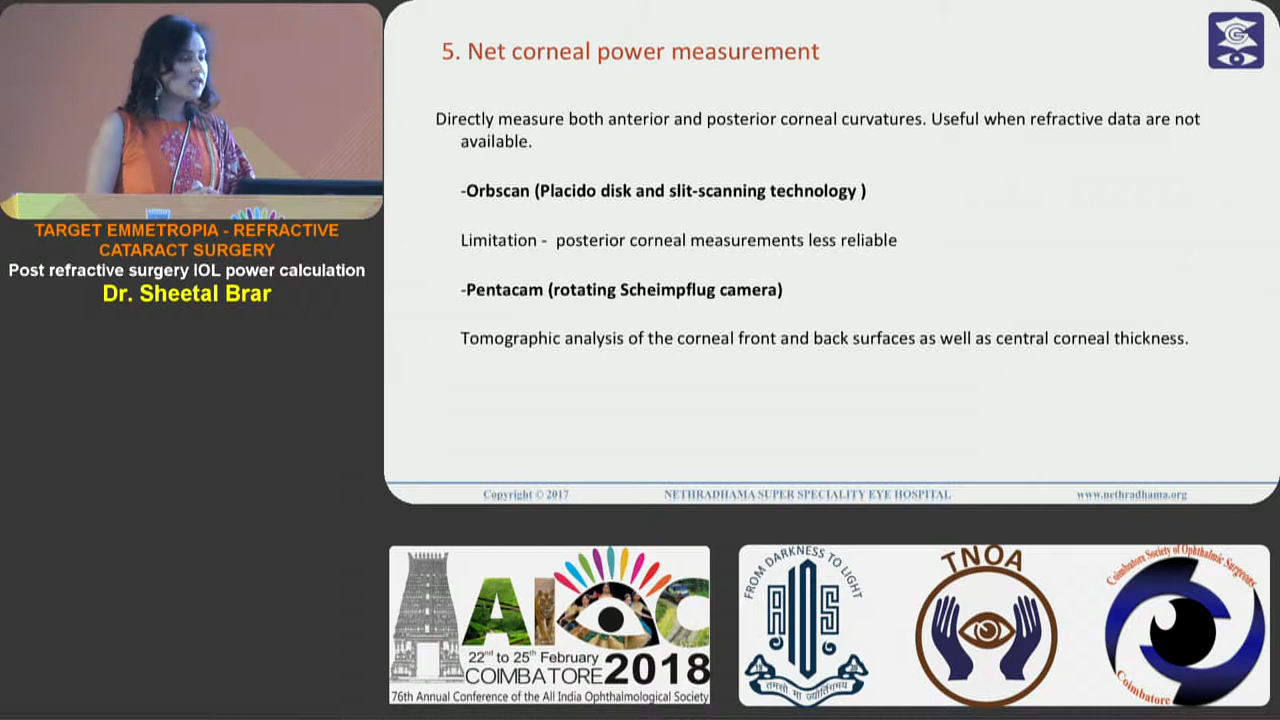 5. Net corneal power measurement
Directly measure both anterior and posterior corneal curvatures. Useful when refractive data are not
available.
-Orbscan (Placido disk and slit-scanning technology )
Limitation - posterior corneal measurements less reliable
-Pentacam (rotating Scheimpflug camera)
Tomographic analysis of the corneal front and back surfaces as well as central corneal thickness.
Copyright © 2017
NETHRADHAMA SUPER SPECIALITY EYE HOSPITAL
www.nethradhama.org
TARGET EMMETROPIA - REFRACTIVE
CATARACT SURGERY
Post refractive surgery IOL power calculation
Dr. Sheetal Brar
AIOC
22nd to 25th February
COIMBATORE 2018
76th Annual Conference of the All India Ophthalmological Society
FROM DARKNESS TO LIGHT
AIOS
तमसो मा ज्योतिर्गमय
TNOA
Coimbatore Society of Ophthalmic Surgeons
Coimbatore